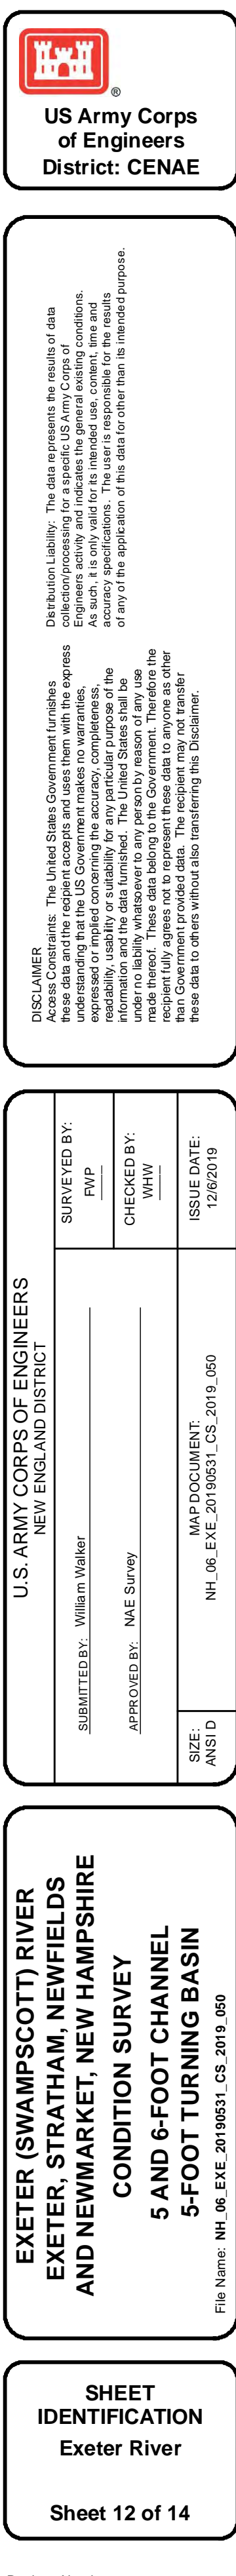 ®
US Army Corps
of Engineers
District: CENAE
DISCLAIMER
Access Constraints: The United States Government furnishes
these data and the recipient accepts and uses them with the express
understanding that the US Government makes no warranties,
expressed or implied concerning the accuracy, completeness,
readability, usability or suitability for any particular purpose of the
information and the data furnished. The United States shall be
under no liability whatsoever to any person by reason of any use
made thereof. These data belong to the Government. Therefore the
recipient fully agrees not to represent these data to anyone as other
than Government provided data. The recipient may not transfer
these data to others without also transferring this Disclaimer.
Distribution Liability: The data represents the results of data
collection/processing for a specific US Army Corps of
Engineers activity and indicates the general existing conditions.
As such, it is only valid for its intended use, content, time and
accuracy specifications. The user is responsible for the results
of any of the application of this data for other than its intended purpose.
U.S. ARMY CORPS OF ENGINEERS
NEW ENGLAND DISTRICT
SUBMITTED BY: William Walker
SURVEYED BY:
FWP
APPROVED BY: NAE Survey
CHECKED BY:
WHW
SIZE:
ANSI D
MAP DOCUMENT:
NH_06_EXE_20190531_CS_2019_050
ISSUE DATE:
12/6/2019
EXETER (SWAMPSCOTT) RIVER
EXETER, STRATHAM, NEWFIELDS
AND NEWMARKET, NEW HAMPSHIRE
CONDITION SURVEY
5 AND 6-FOOT CHANNEL
5-FOOT TURNING BASIN
File Name: NH_06_EXE_20190531_CS_2019_050
SHEET
IDENTIFICATION
Exeter River
Sheet 12 of 14